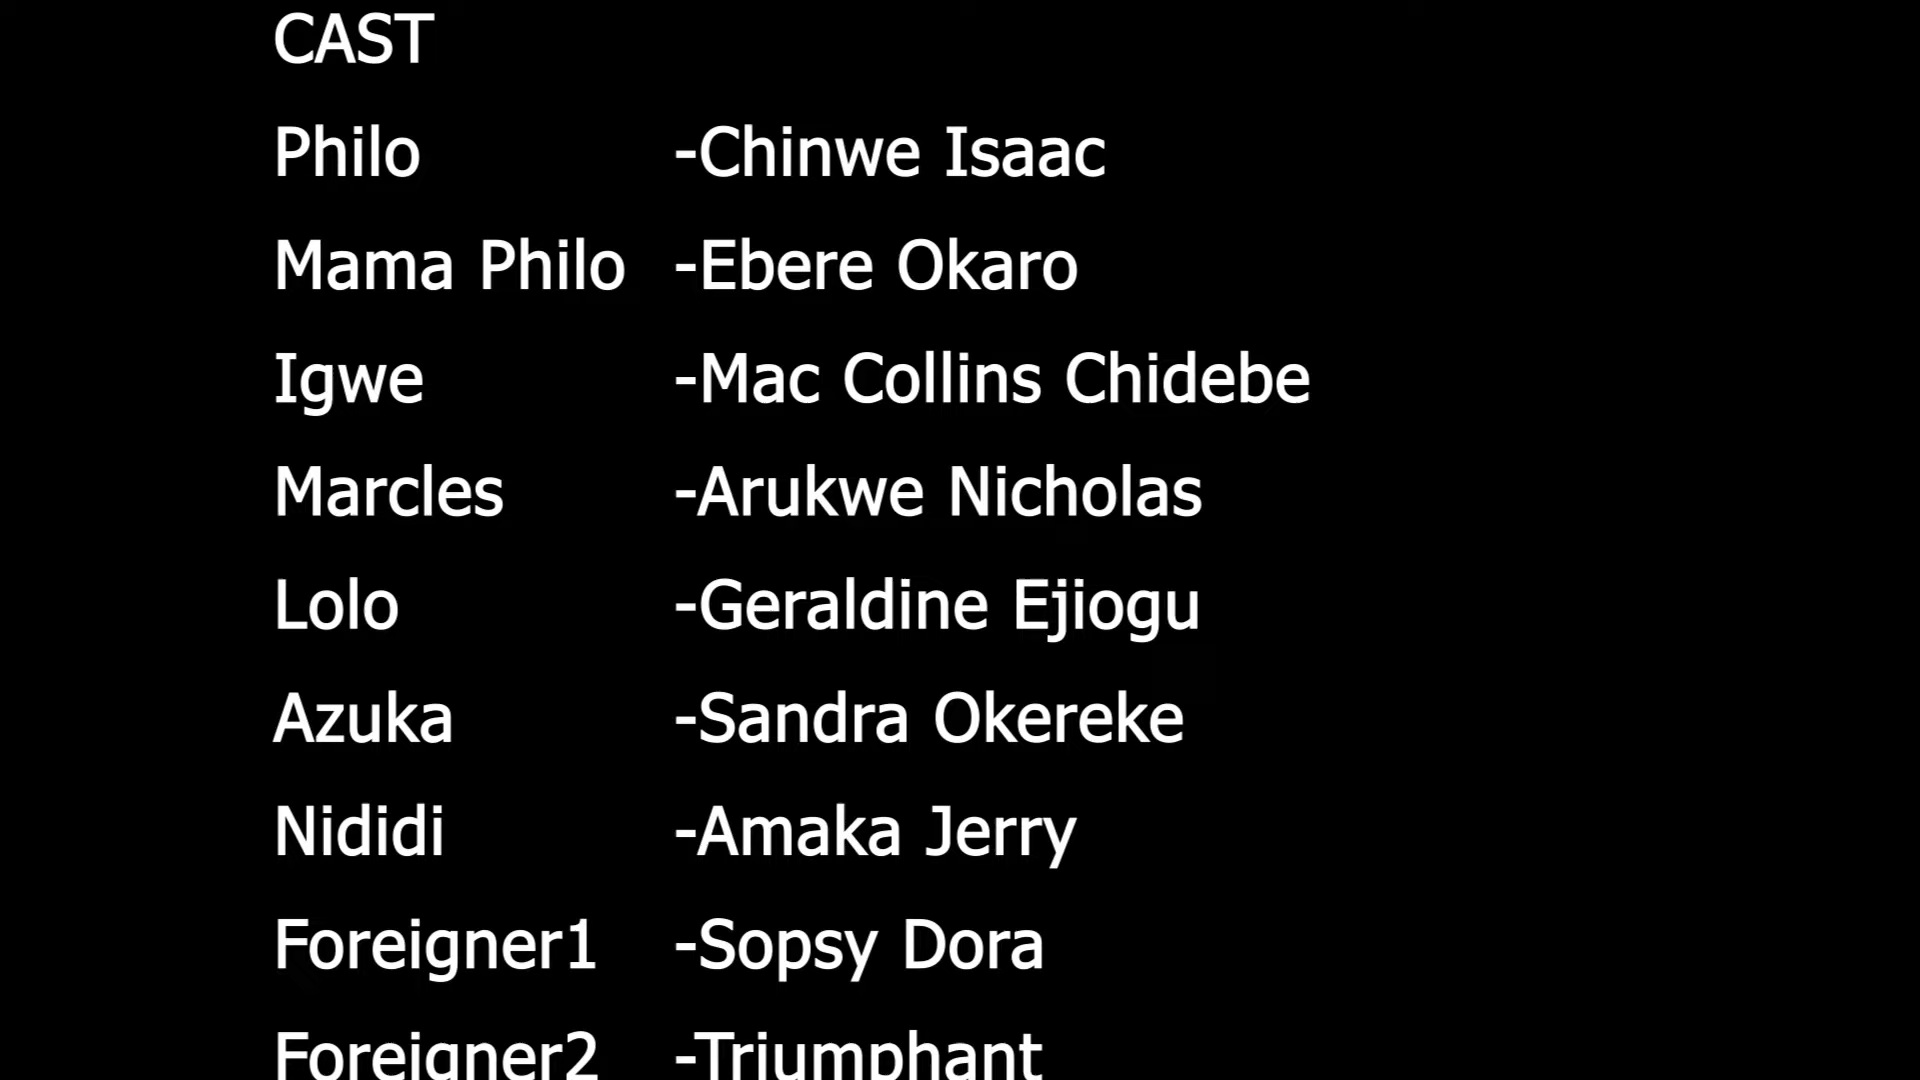 CAST
Philo -Chinwe Isaac
Mama Philo -Ebere Okaro
Igwe -Mac Collins Chidebe
Marcles -Arukwe Nicholas
Lolo -Geraldine Ejiogu
Azuka -Sandra Okereke
Nididi -Amaka Jerry
Foreigner1 -Sopsy Dora
Foreigner2 -Triumphant